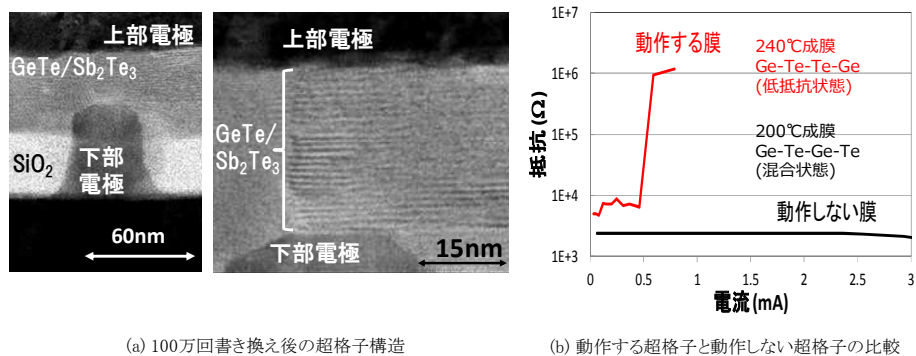 上部電極
GeTe/Sb₂Te₃
SiO₂
下部
電極
60nm
上部電極
GeTe/
Sb₂Te₃
下部電極
15nm
(a) 100万回書き換え後の超格子構造
1E+7
1E+6
1E+5
1E+4
1E+3
抵抗(Ω)
動作する膜
240℃成膜
Ge-Te-Te-Ge
(低抵抗状態)
200℃成膜
Ge-Te-Ge-Te
(混合状態)
動作しない膜
0 0.5 1 1.5 2 2.5 3
電流(mA)
(b) 動作する超格子と動作しない超格子の比較